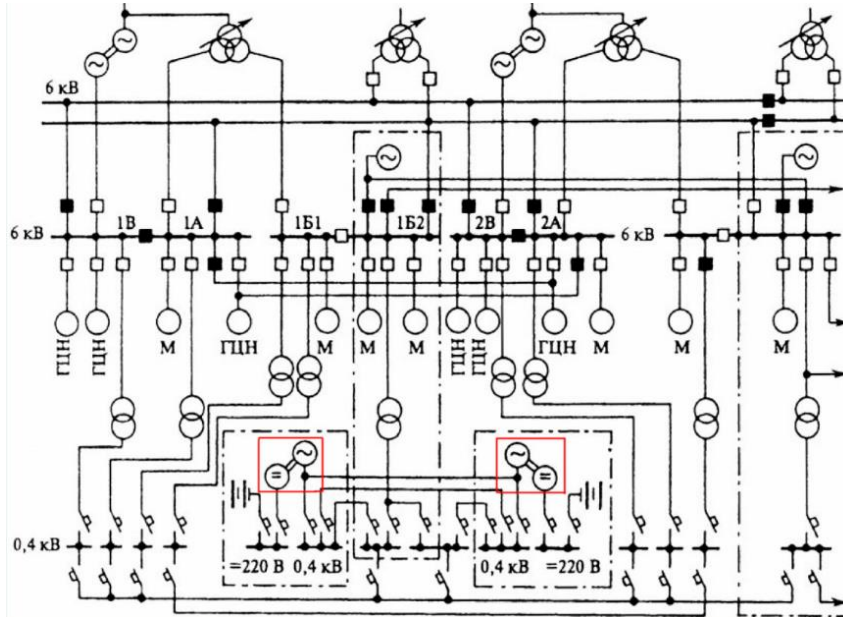 6 кВ
6 кВ
1В
1А
1Б1
1Б2
2В
2А
6 кВ
ГЦН
ГЦН
М
ГЦН
М
М
М
ГЦН
ГЦН
ГЦН
М
М
М
0,4 кВ
=220 В
0,4 кВ
0,4 кВ
=220 В